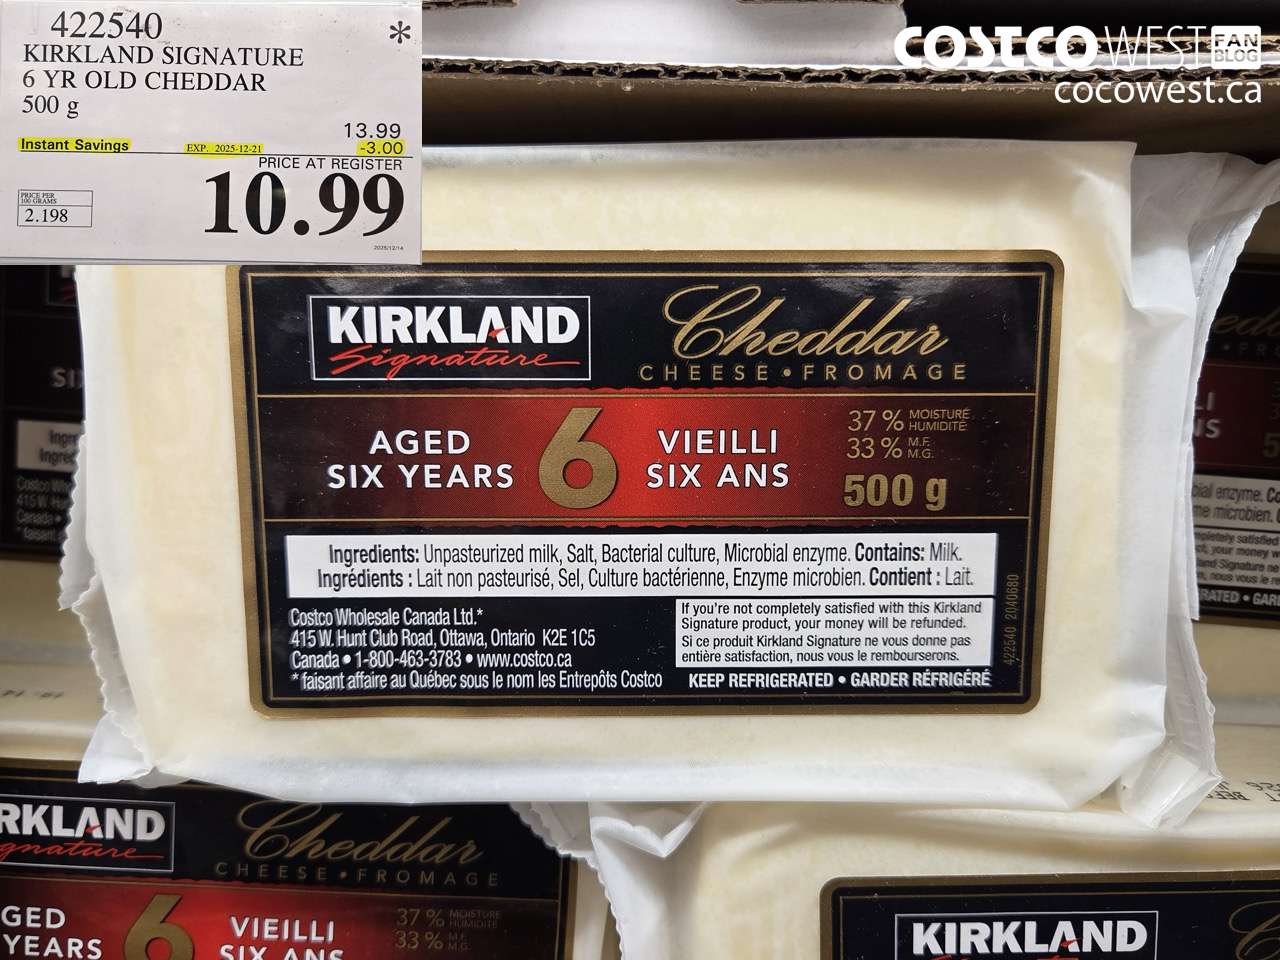 422540
*
KIRKLAND SIGNATURE
6 YR OLD CHEDDAR
500 g
13.99
Instant Savings EXP. 2025-12-21 -3.00
PRICE AT REGISTER
PRICE PER
100 GRAMS
2.198
10.99
2025/12/14
COSTCO WEST FAN BLOG
cocowest.ca
KIRKLAND
Signature
Cheddar
CHEESE • FROMAGE
AGED
SIX YEARS
6
VIEILLI
SIX ANS
37 % MOISTURE
HUMIDITÉ
33 % M.F.
M.G.
500 g
Ingredients: Unpasteurized milk, Salt, Bacterial culture, Microbial enzyme. Contains: Milk.
Ingrédients : Lait non pasteurisé, Sel, Culture bactérienne, Enzyme microbien. Contient : Lait.
Costco Wholesale Canada Ltd.*
415 W. Hunt Club Road, Ottawa, Ontario K2E 1C5
Canada • 1-800-463-3783 • www.costco.ca
* faisant affaire au Québec sous le nom les Entrepôts Costco
If you're not completely satisfied with this Kirkland
Signature product, your money will be refunded.
Si ce produit Kirkland Signature ne vous donne pas
entière satisfaction, nous vous le rembourserons.
KEEP REFRIGERATED • GARDER RÉFRIGÉRÉ
422540 2040680
KIRKLAND
Signature
Cheddar
CHEESE • FROMAGE
AGED
YEARS
6
VIEILLI
SIX ANS
37 % MOISTURE
HUMIDITÉ
33 % M.F.
M.G.
KIRKLAND